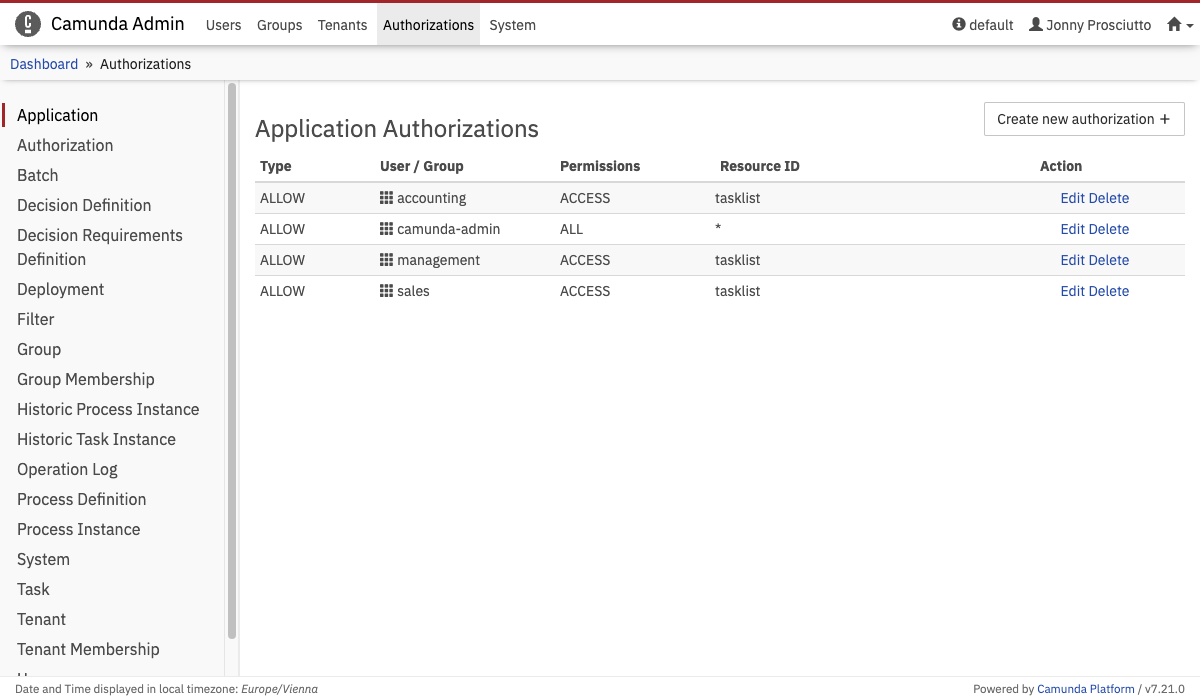 Camunda Admin Users Groups Tenants Authorizations System default Jonny Prosciutto
Dashboard » Authorizations
Application
Authorization
Batch
Decision Definition
Decision Requirements
Definition
Deployment
Filter
Group
Group Membership
Historic Process Instance
Historic Task Instance
Operation Log
Process Definition
Process Instance
System
Task
Tenant
Tenant Membership
Application Authorizations
Create new authorization +
Type User / Group Permissions Resource ID Action
ALLOW accounting ACCESS tasklist Edit Delete
ALLOW camunda-admin ALL * Edit Delete
ALLOW management ACCESS tasklist Edit Delete
ALLOW sales ACCESS tasklist Edit Delete
Date and Time displayed in local timezone: Europe/Vienna
Powered by Camunda Platform / v7.21.0